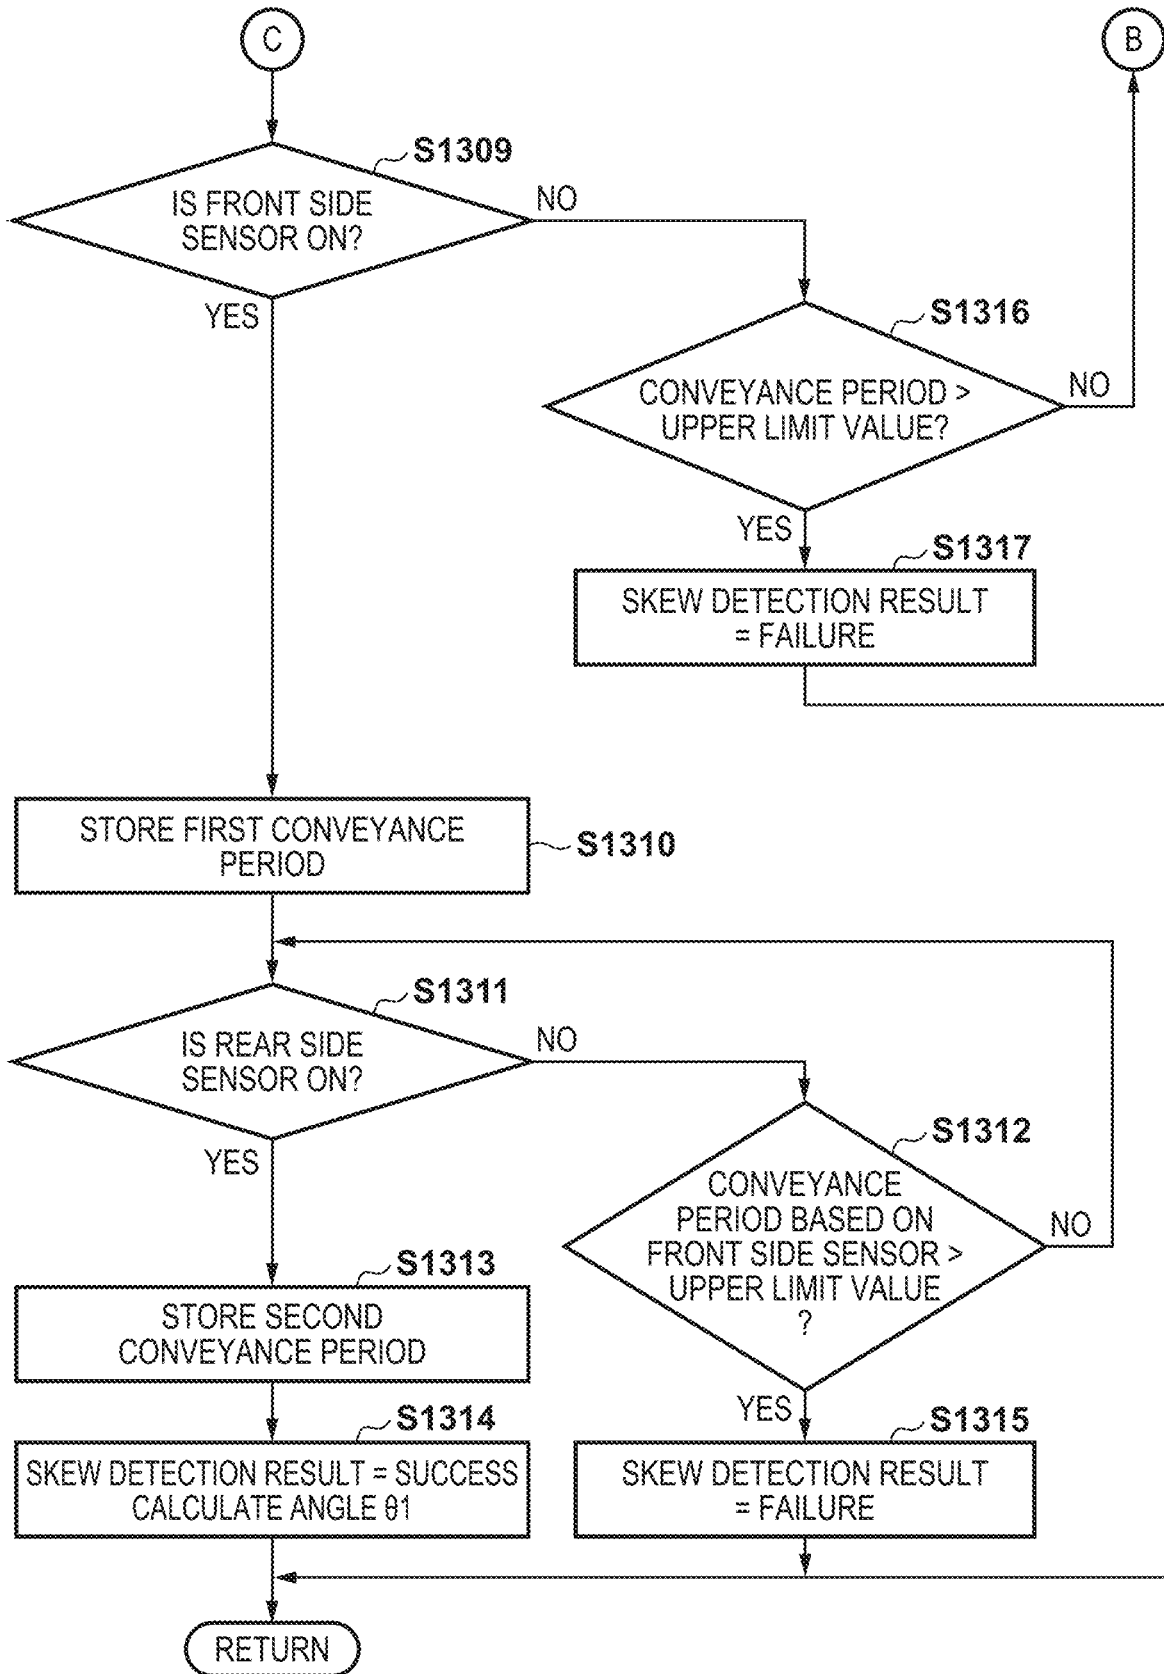 C
B
S1309
IS FRONT SIDE
SENSOR ON?
NO
YES
S1316
CONVEYANCE PERIOD >
UPPER LIMIT VALUE?
NO
YES
S1317
SKEW DETECTION RESULT
= FAILURE
STORE FIRST CONVEYANCE
PERIOD
S1310
S1311
IS REAR SIDE
SENSOR ON?
NO
YES
S1312
CONVEYANCE
PERIOD BASED ON
FRONT SIDE SENSOR >
UPPER LIMIT VALUE
?
NO
YES
S1313
STORE SECOND
CONVEYANCE PERIOD
S1314
SKEW DETECTION RESULT = SUCCESS
CALCULATE ANGLE θ1
S1315
SKEW DETECTION RESULT
= FAILURE
RETURN